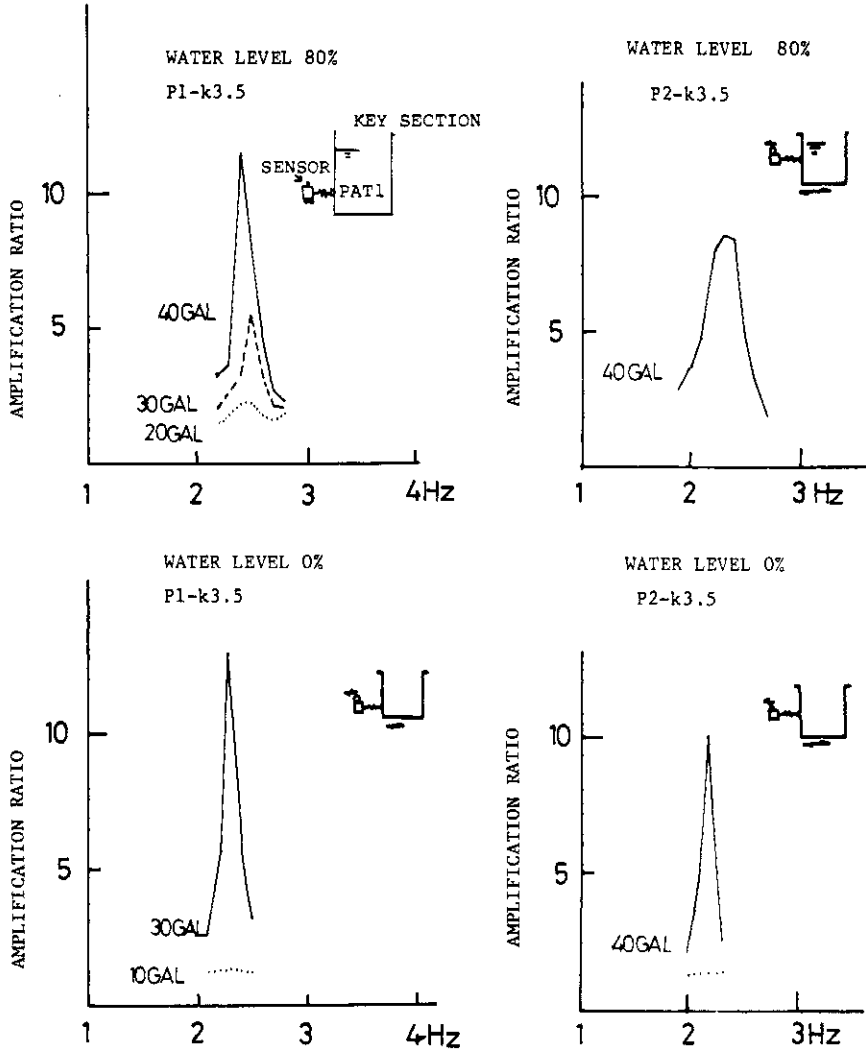 WATER LEVEL 80%
P1-k3.5
KEY SECTION
SENSOR
PAT1
AMPLIFICATION RATIO
10
5
40GAL
30GAL
20GAL
1 2 3 4Hz
WATER LEVEL 80%
P2-k3.5
AMPLIFICATION RATIO
10
5
40GAL
1 2 3Hz
WATER LEVEL 0%
P1-k3.5
AMPLIFICATION RATIO
10
5
30GAL
10GAL
1 2 3 4Hz
WATER LEVEL 0%
P2-k3.5
AMPLIFICATION RATIO
10
5
40GAL
1 2 3Hz